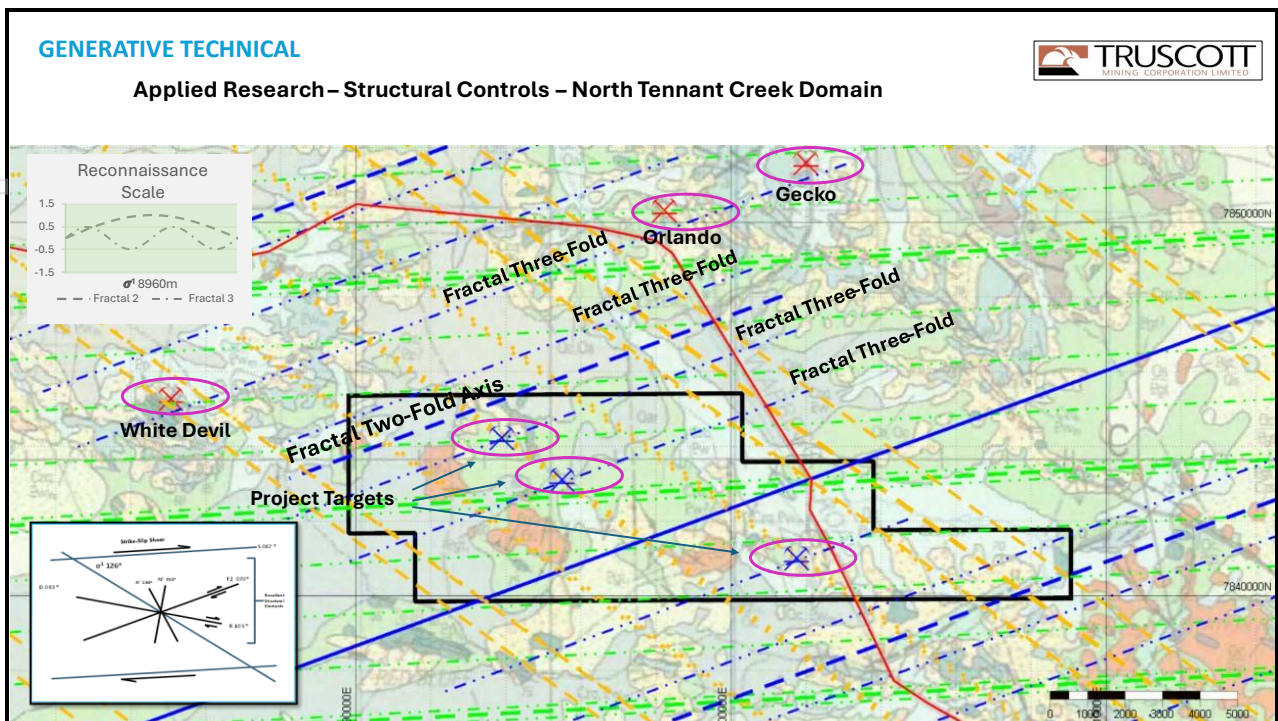 GENERATIVE TECHNICAL
TRUSCOTT
MINING CORPORATION LIMITED
Applied Research – Structural Controls – North Tennant Creek Domain
Reconnaissance
Scale
1.5
0.5
-0.5
-1.5
σ¹ 8960m
Fractal 2
Fractal 3
Gecko
7850000N
Orlando
Fractal Three-Fold
Fractal Three-Fold
Fractal Three-Fold
Fractal Three-Fold
White Devil
Fractal Two-Fold Axis
Project Targets
Strike-Slip Shear
σ¹ 126°
7840000N
0
1000
2000
3000
4000
5000